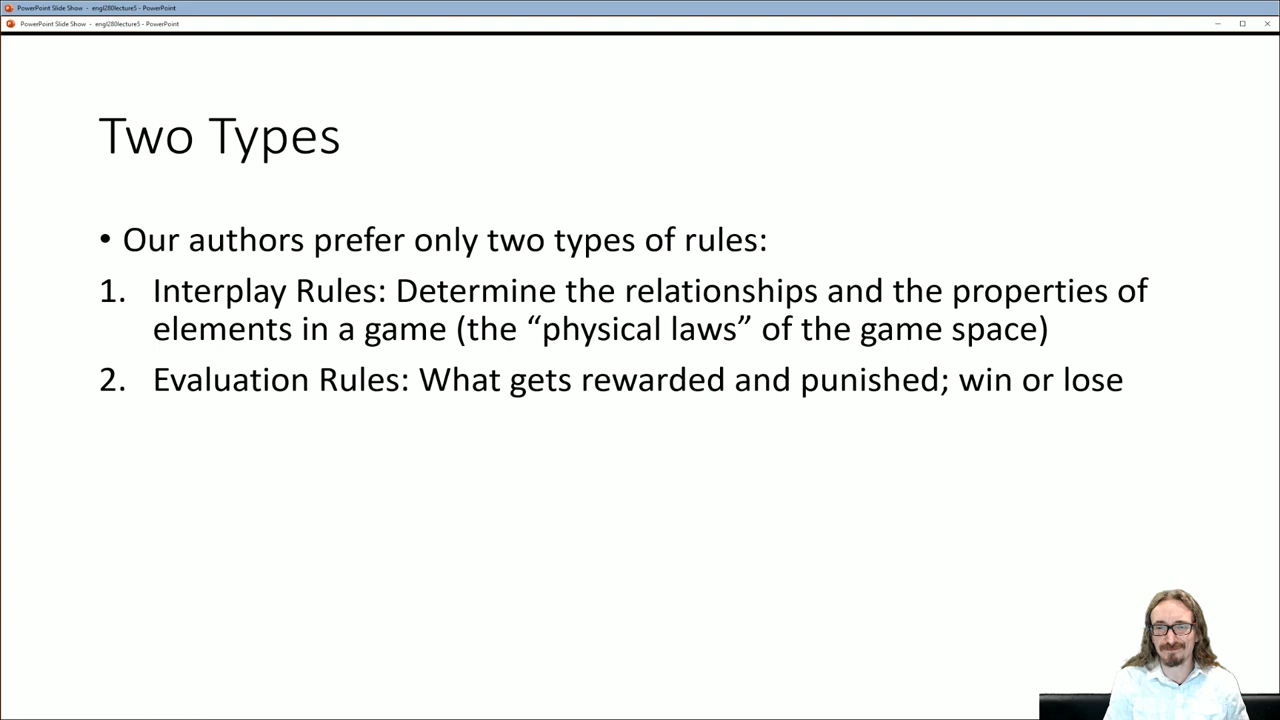 PowerPoint Slide Show - engl280lecture5 - PowerPoint
PowerPoint Slide Show - engl280lecture5 - PowerPoint
Two Types
• Our authors prefer only two types of rules:
1. Interplay Rules: Determine the relationships and the properties of
elements in a game (the “physical laws” of the game space)
2. Evaluation Rules: What gets rewarded and punished; win or lose